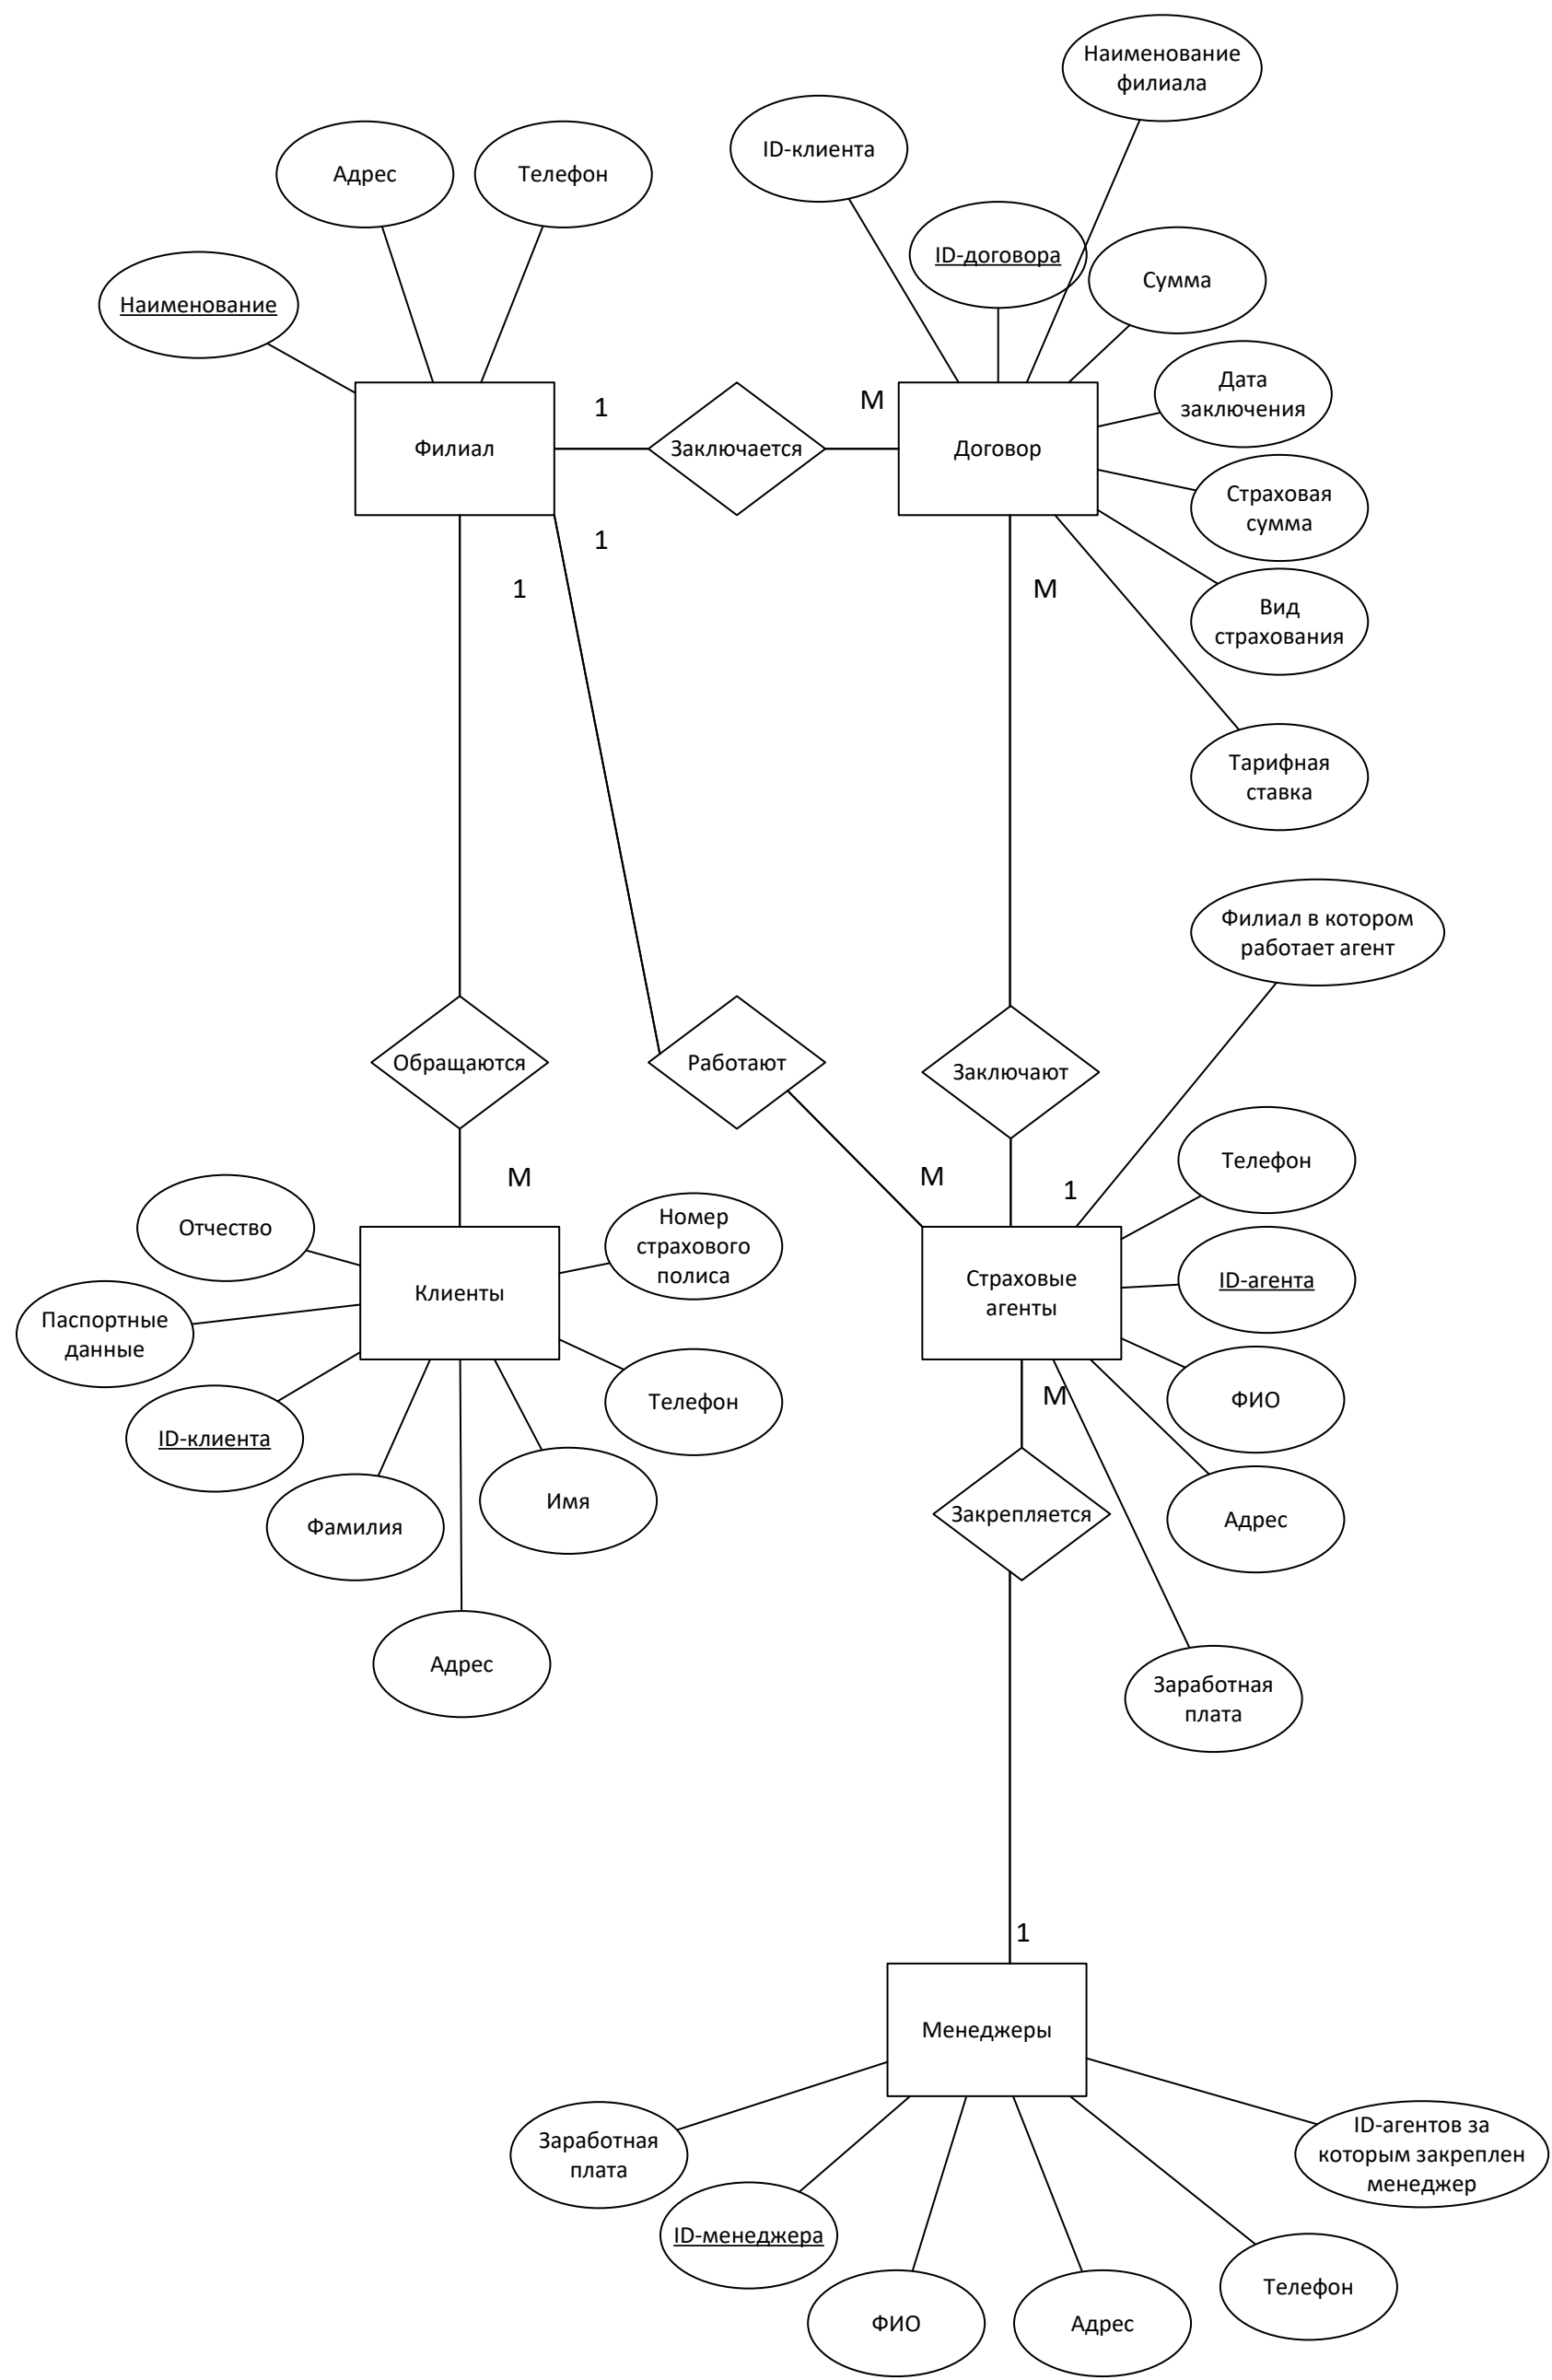 Наименование
филиала
ID-клиента
Адрес
Телефон
ID-договора
Сумма
Наименование
Дата
заключения
1
М
Филиал
Заключается
Договор
Страховая
сумма
1
1
М
Вид
страхования
Тарифная
ставка
Филиал в котором
работает агент
Обращаются
Работают
Заключают
Телефон
М
М
1
Отчество
Номер
страхового
полиса
Клиенты
Страховые
агенты
ID-агента
Паспортные
данные
Телефон
М
ФИО
ID-клиента
Имя
Фамилия
Закрепляется
Адрес
Адрес
Заработная
плата
1
Менеджеры
Заработная
плата
ID-агентов за
которым закреплен
менеджер
ID-менеджера
Телефон
ФИО
Адрес